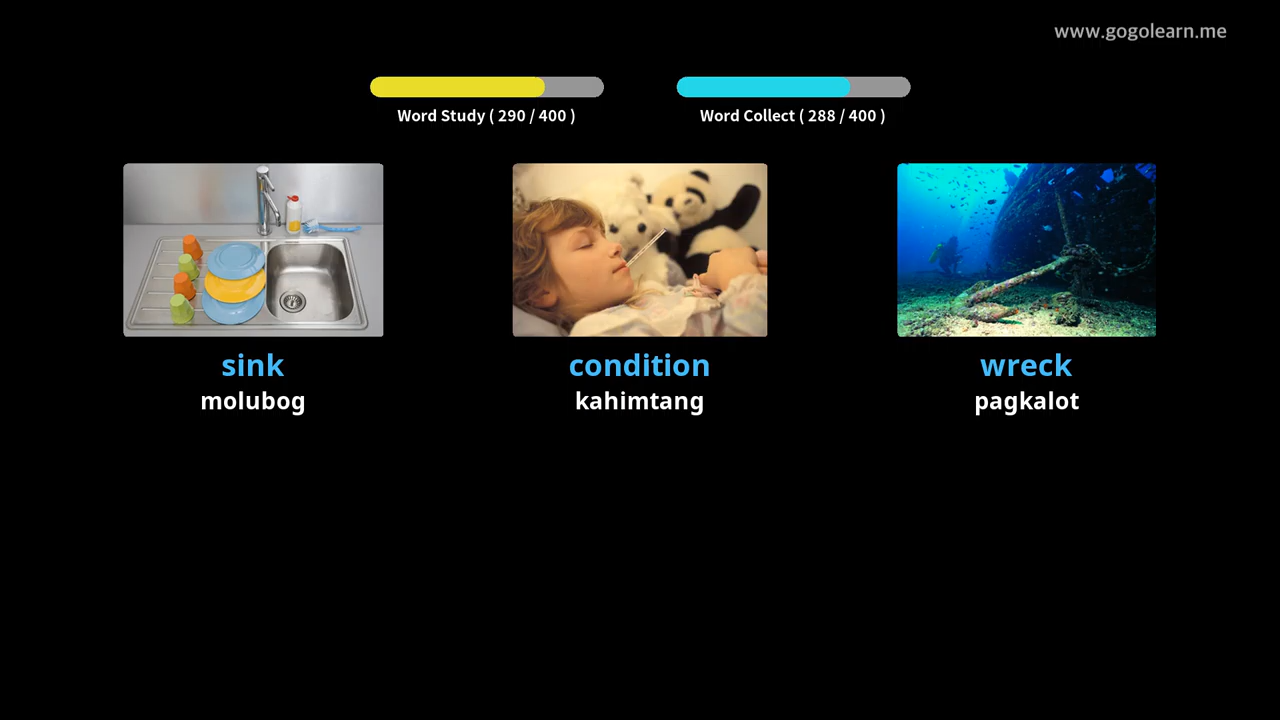 www.gogolearn.me
Word Study ( 290 / 400 )
Word Collect ( 288 / 400 )
sink
molubog
condition
kahimtang
wreck
pagkalot